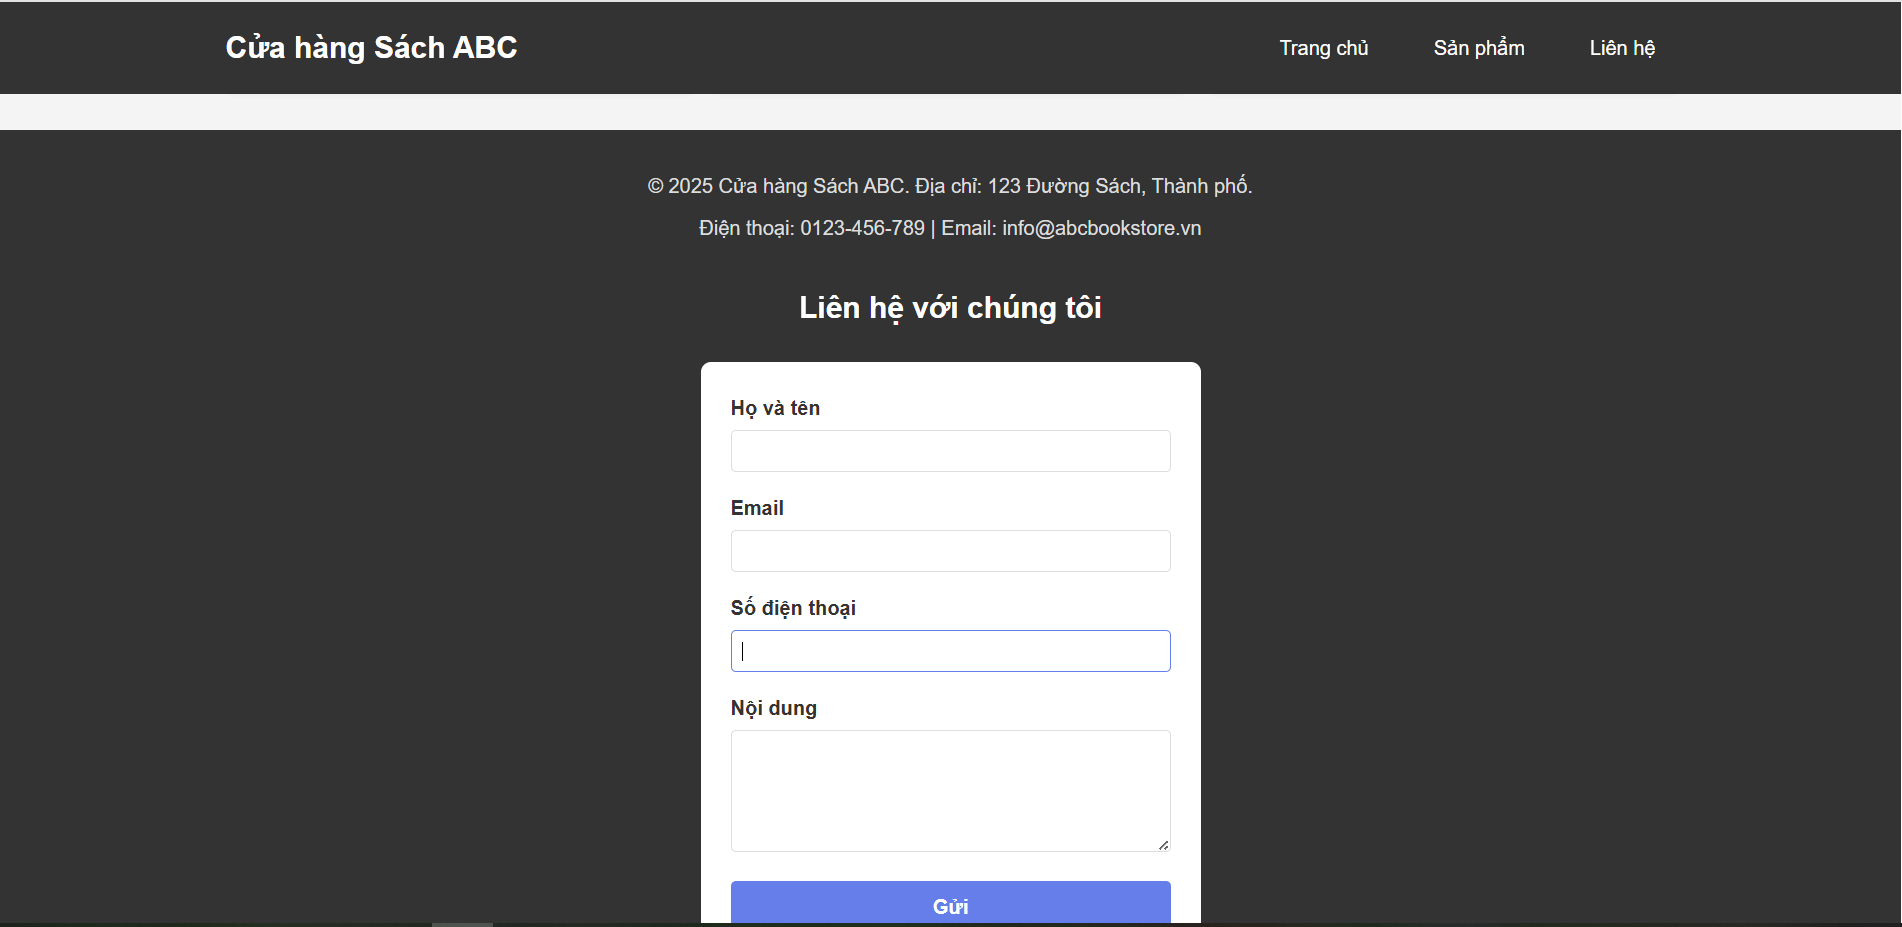 Cửa hàng Sách ABC
Trang chủ
Sản phẩm
Liên hệ
© 2025 Cửa hàng Sách ABC. Địa chỉ: 123 Đường Sách, Thành phố.
Điện thoại: 0123-456-789 | Email: info@abcbookstore.vn
Liên hệ với chúng tôi
Họ và tên
Email
Số điện thoại
Nội dung
Gửi